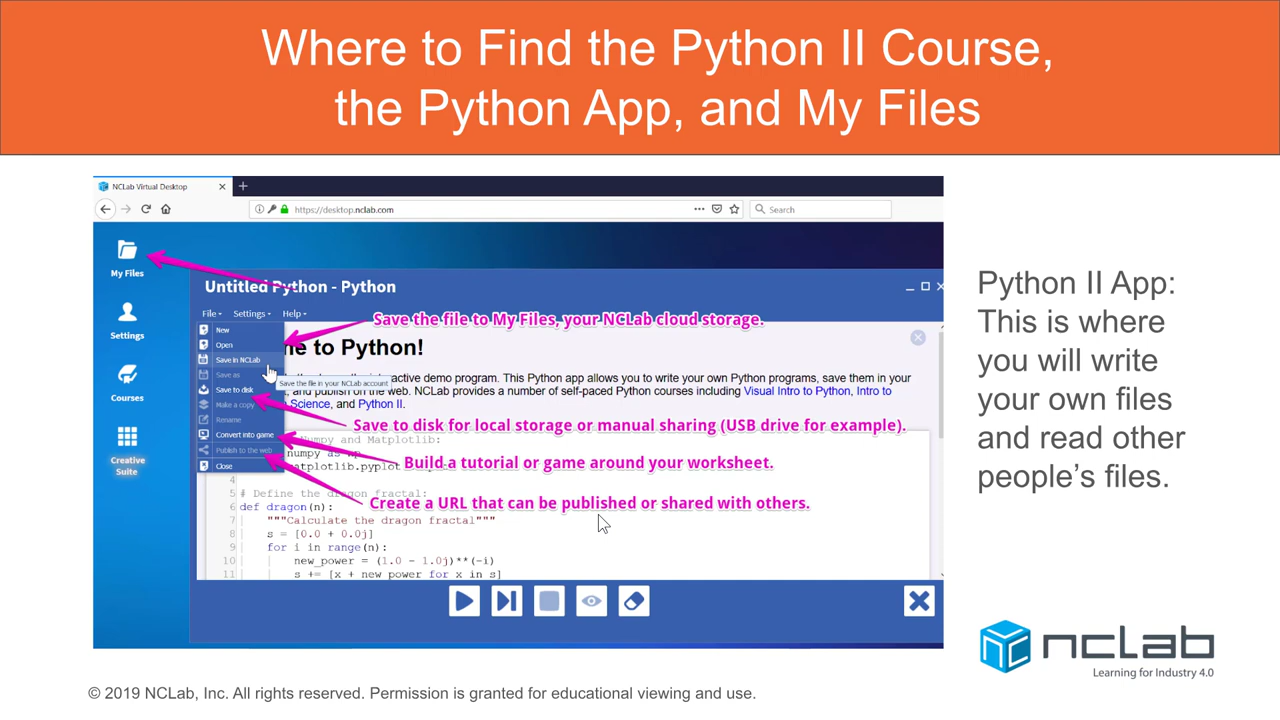 Where to Find the Python II Course,
the Python App, and My Files
NCLab Virtual Desktop
https://desktop.nclab.com
Search
My Files
Settings
Courses
Creative
Suite
Untitled Python - Python
File
Settings
Help
New
Open
Save in NCLab
Save as
Save to disk
Make a copy
Rename
Convert into game
Publish to the web
Close
Save the file in your NCLab account
Save the file to My Files, your NCLab cloud storage.
ne to Python!
active demo program. This Python app allows you to write your own Python programs, save them in your
and publish on the web. NCLab provides a number of self-paced Python courses including Visual Intro to Python, Intro to
Science, and Python II.
Save to disk for local storage or manual sharing (USB drive for example).
Numpy and Matplotlib:
numpy as np
matplotlib.pyplot
Build a tutorial or game around your worksheet.
Create a URL that can be published or shared with others.
4
5 # Define the dragon fractal:
6 def dragon(n):
7 """Calculate the dragon fractal"""
8 s = [0.0 + 0.0j]
9 for i in range(n):
10 new_power = (1.0 - 1.0j)**(-i)
11 s += [x + new_power for x in s]
Python II App:
This is where
you will write
your own files
and read other
people’s files.
nclab
Learning for Industry 4.0
© 2019 NCLab, Inc. All rights reserved. Permission is granted for educational viewing and use.